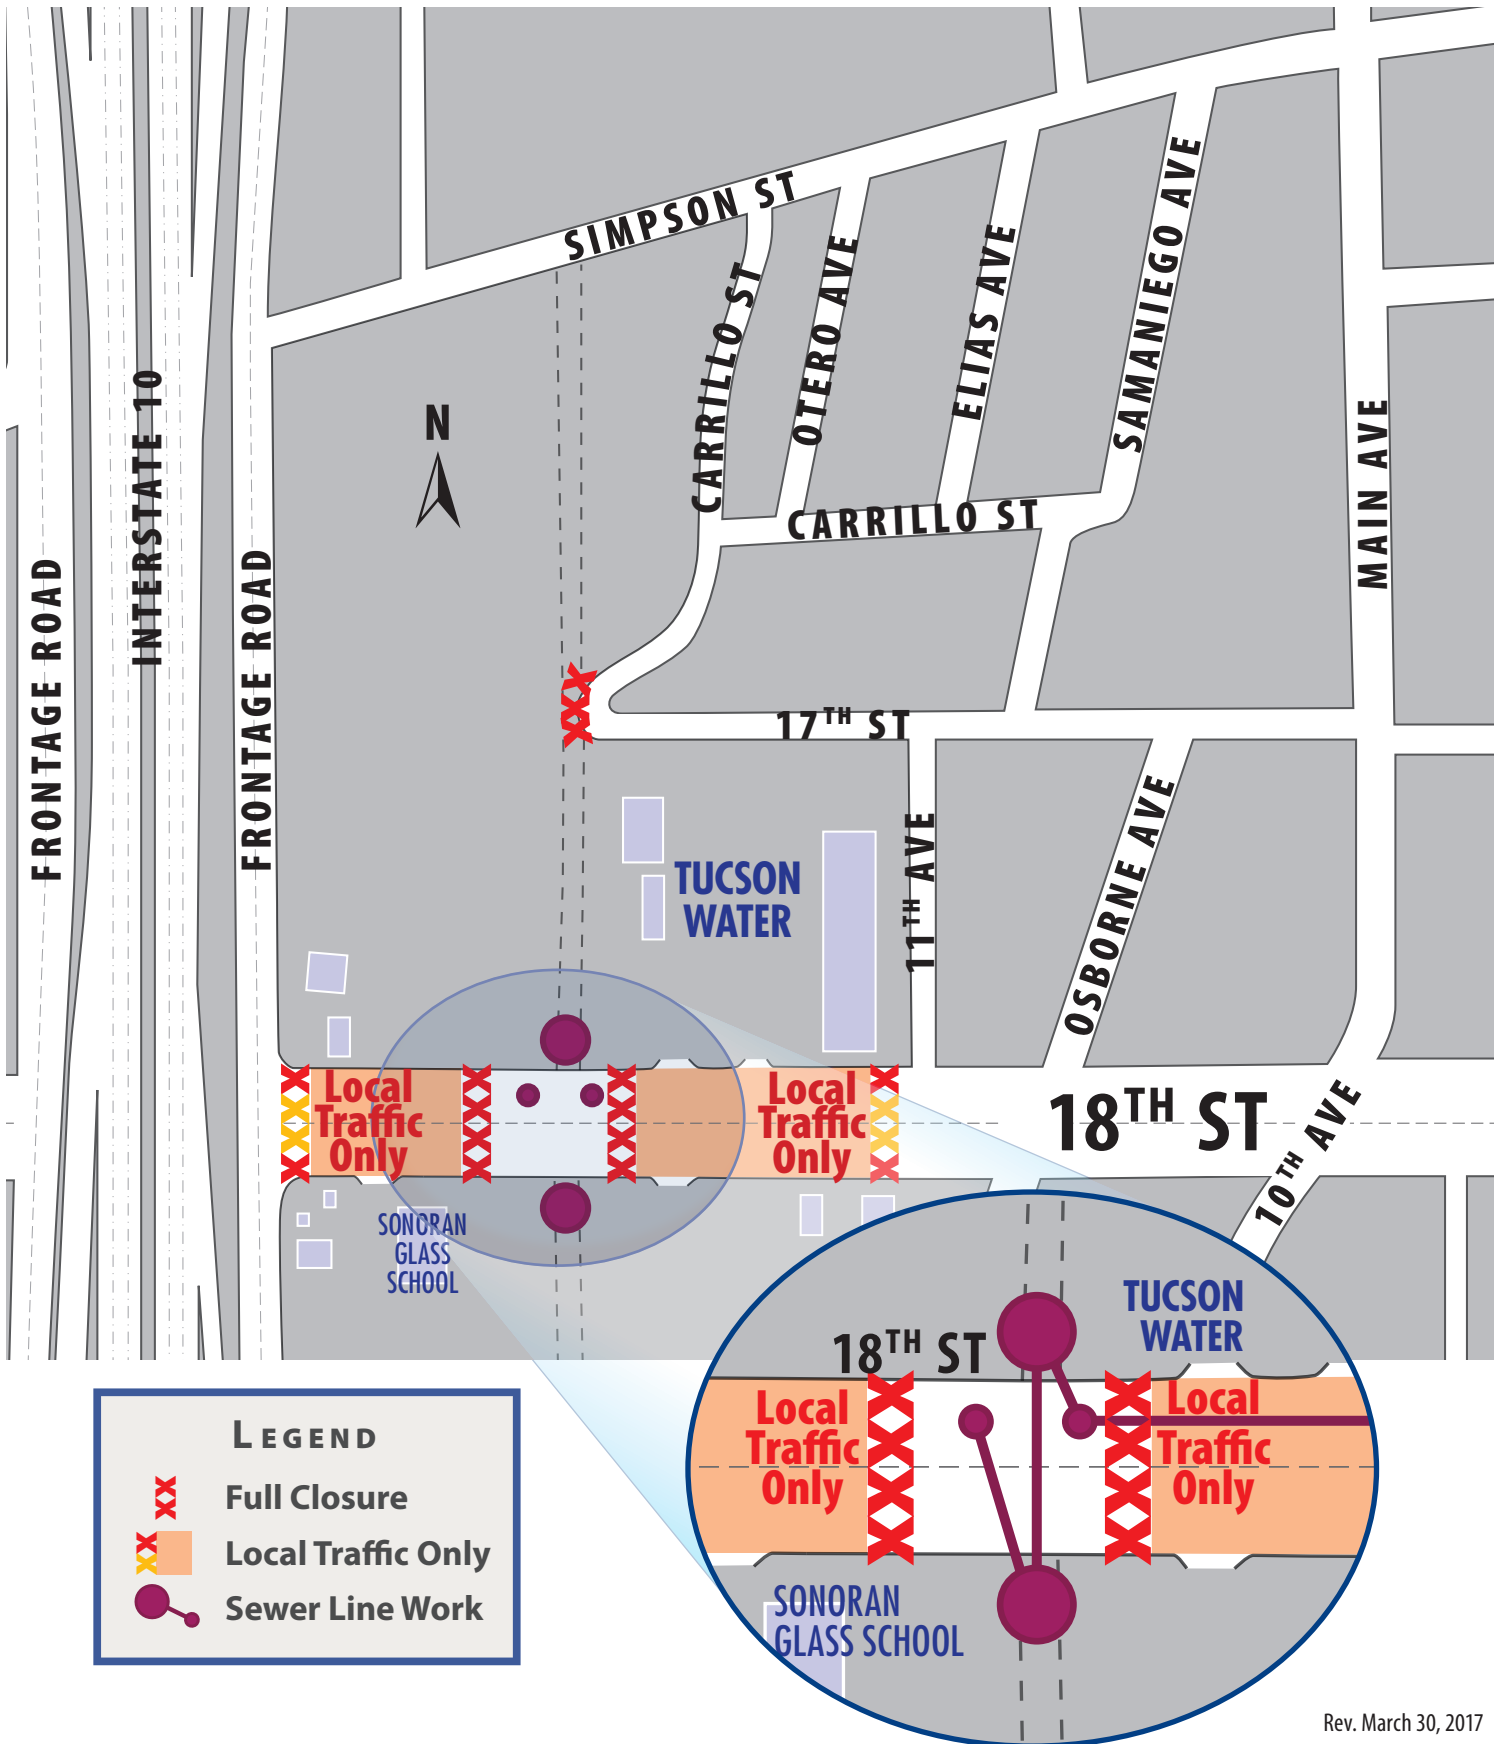 SIMPSON ST
CARRILLO ST
OTERO AVE
ELIAS AVE
SAMANIEGO AVE
MAIN AVE
INTERSTATE 10
N
CARRILLO ST
FRONTAGE ROAD
FRONTAGE ROAD
17TH ST
11TH AVE
OSBORNE AVE
TUCSON
WATER
Local
Traffic
Only
Local
Traffic
Only
18TH ST
10TH AVE
SONORAN
GLASS
SCHOOL
TUCSON
WATER
18TH ST
Local
Traffic
Only
Local
Traffic
Only
SONORAN
GLASS SCHOOL
LEGEND
Full Closure
Local Traffic Only
Sewer Line Work
Rev. March 30, 2017